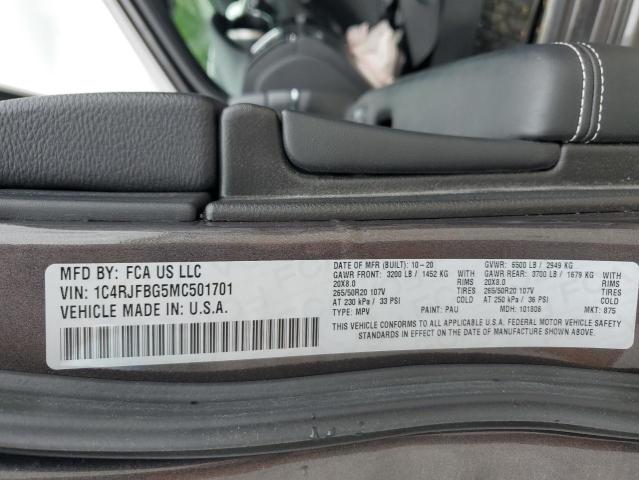 MFD BY: FCA US LLC
VIN: 1C4RJFBG5MC501701
VEHICLE MADE IN: U.S.A.
DATE OF MFR (BUILT): 10-20 GVWR: 6500 LB / 2949 KG
GAWR FRONT: 3200 LB / 1452 KG WITH GAWR REAR: 3700 LB / 1679 KG WITH
20X8.0 RIMS 20X8.0 RIMS
265/50R20 107V TIRES 265/50R20 107V TIRES
AT 230 kPa / 33 PSI COLD AT 250 kPa / 36 PSI COLD
TYPE: MPV PAINT: PAU MDH: 101806 MKT: 875
THIS VEHICLE CONFORMS TO ALL APPLICABLE U.S.A. FEDERAL MOTOR VEHICLE SAFETY
STANDARDS IN EFFECT ON THE DATE OF MANUFACTURE SHOWN ABOVE.